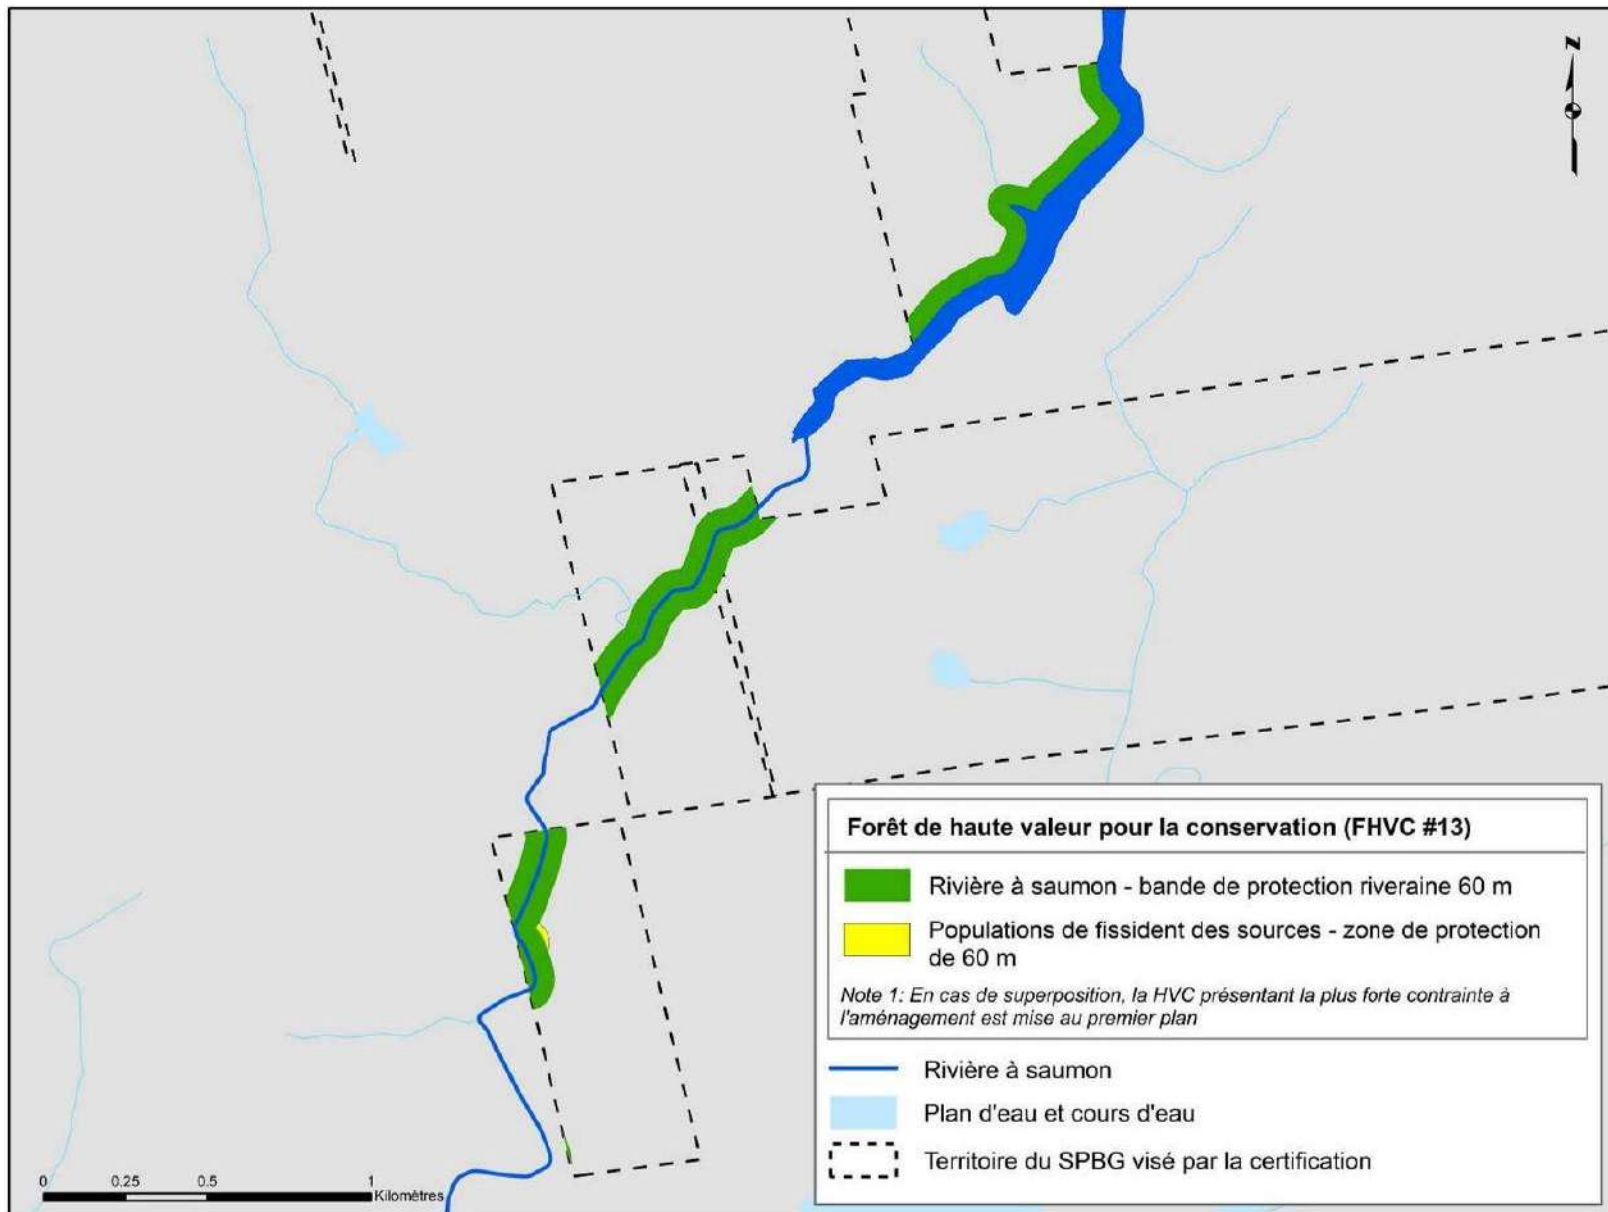 N
Forêt de haute valeur pour la conservation (FHVC #13)
Rivière à saumon - bande de protection riveraine 60 m
Populations de fissident des sources - zone de protection
de 60 m
Note 1: En cas de superposition, la HVC présentant la plus forte contrainte à
l'aménagement est mise au premier plan
Rivière à saumon
Plan d'eau et cours d'eau
Territoire du SPBG visé par la certification
0 0.25 0.5 1
Kilomètres